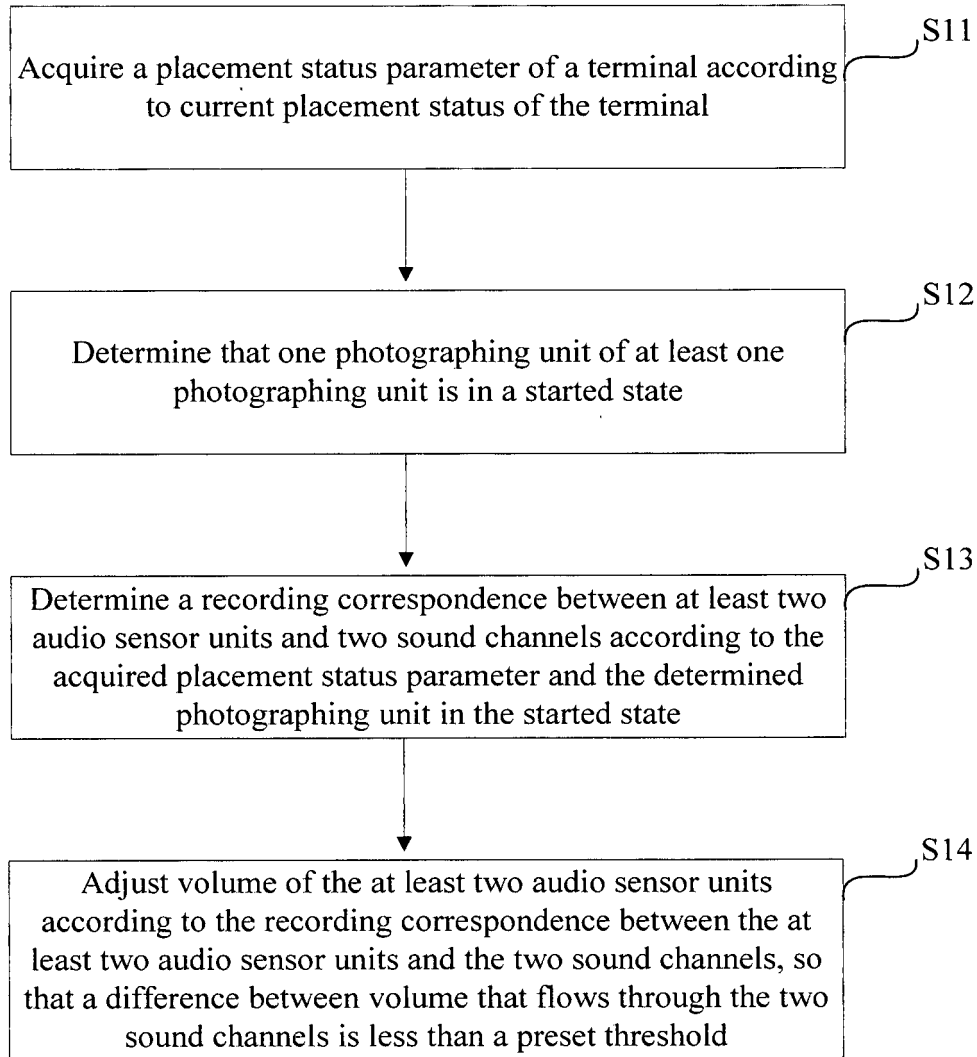 S11
Acquire a placement status parameter of a terminal according
to current placement status of the terminal
S12
Determine that one photographing unit of at least one
photographing unit is in a started state
S13
Determine a recording correspondence between at least two
audio sensor units and two sound channels according to the
acquired placement status parameter and the determined
photographing unit in the started state
S14
Adjust volume of the at least two audio sensor units
according to the recording correspondence between the at
least two audio sensor units and the two sound channels, so
that a difference between volume that flows through the two
sound channels is less than a preset threshold